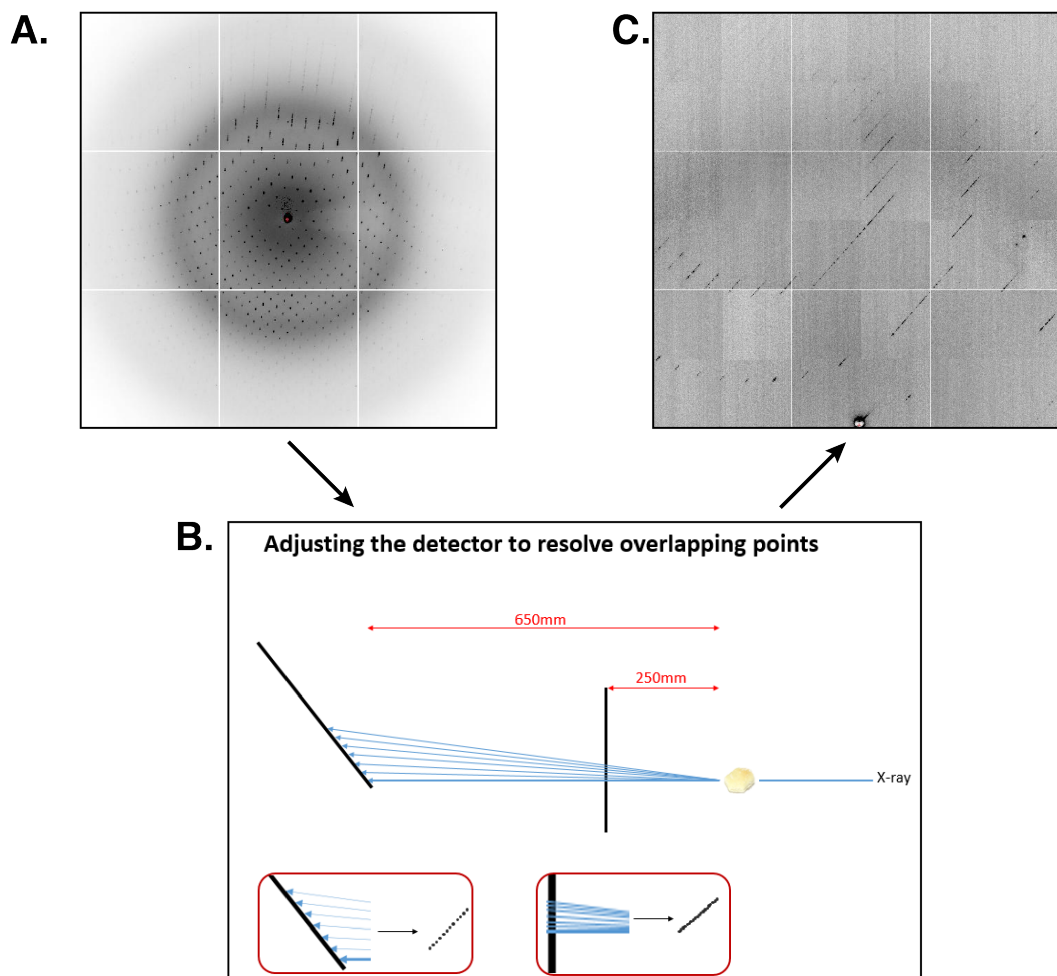 A.
C.
B.
Adjusting the detector to resolve overlapping points
650mm
250mm
X-ray